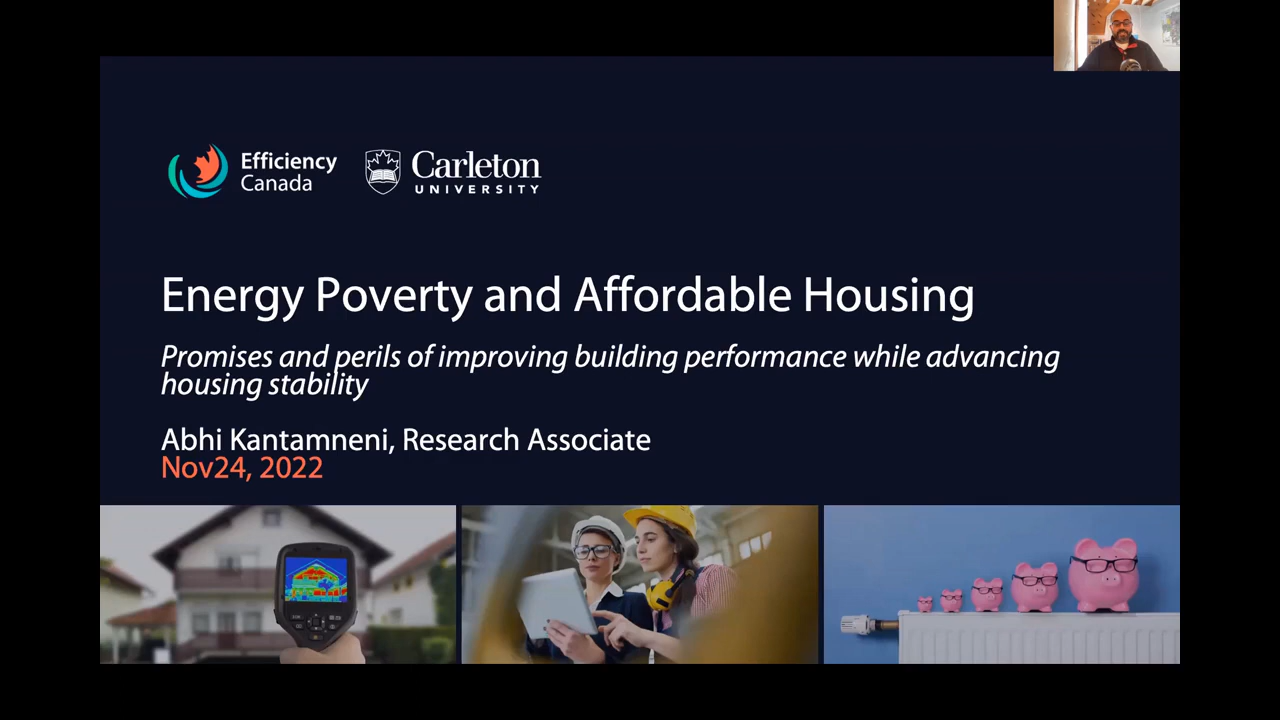 Efficiency
Canada
Carleton
UNIVERSITY
Energy Poverty and Affordable Housing
Promises and perils of improving building performance while advancing
housing stability
Abhi Kantamneni, Research Associate
Nov24, 2022